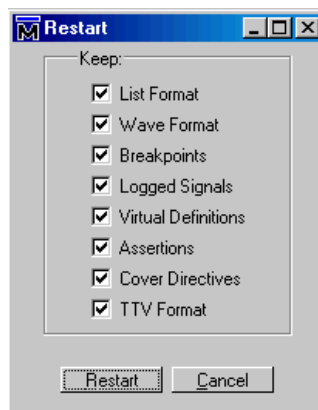 Restart
Keep:
List Format
Wave Format
Breakpoints
Logged Signals
Virtual Definitions
Assertions
Cover Directives
TTV Format
Restart Cancel